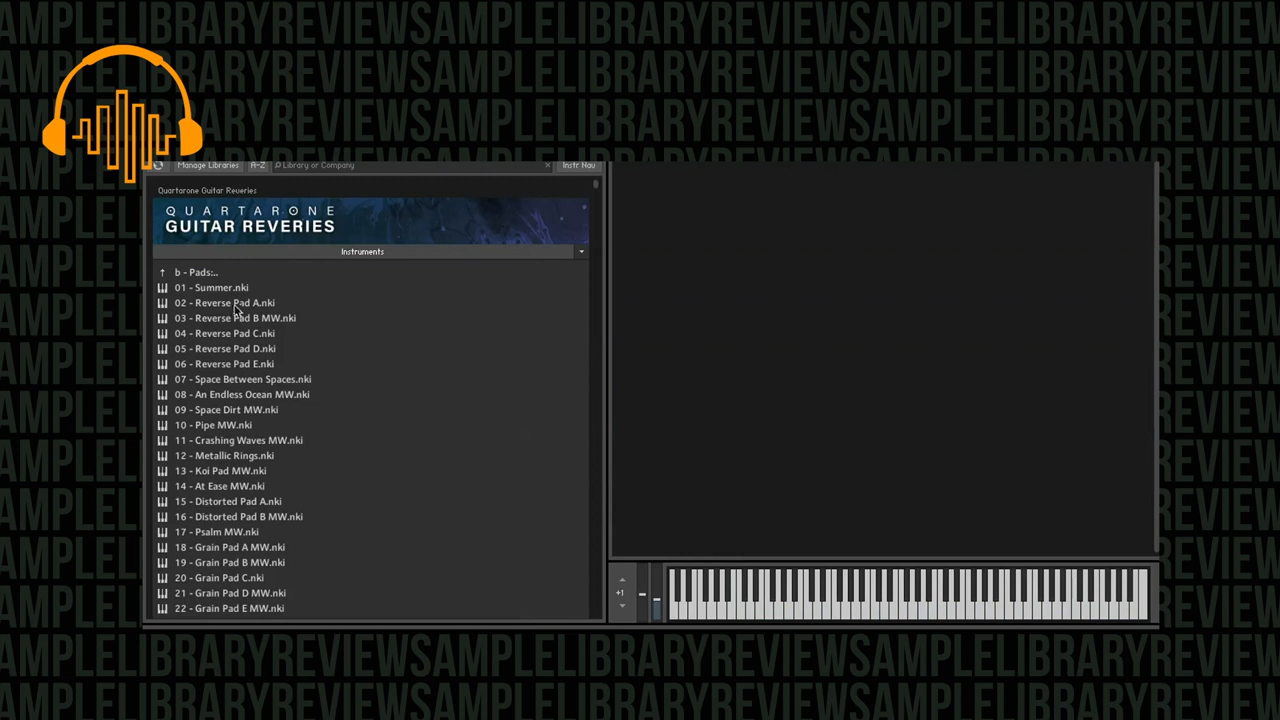 SAMPLELIBRARYREVIEW
Manage Libraries
A-Z
Library or Company
×
Instr Nav
Quartarone Guitar Reveries
QUARTARONE
GUITAR REVERIES
Instruments
b - Pads:..
01 - Summer.nki
02 - Reverse Pad A.nki
03 - Reverse Pad B MW.nki
04 - Reverse Pad C.nki
05 - Reverse Pad D.nki
06 - Reverse Pad E.nki
07 - Space Between Spaces.nki
08 - An Endless Ocean MW.nki
09 - Space Dirt MW.nki
10 - Pipe MW.nki
11 - Crashing Waves MW.nki
12 - Metallic Rings.nki
13 - Koi Pad MW.nki
14 - At Ease MW.nki
15 - Distorted Pad A.nki
16 - Distorted Pad B MW.nki
17 - Psalm MW.nki
18 - Grain Pad A MW.nki
19 - Grain Pad B MW.nki
20 - Grain Pad C.nki
21 - Grain Pad D MW.nki
22 - Grain Pad E MW.nki
+1